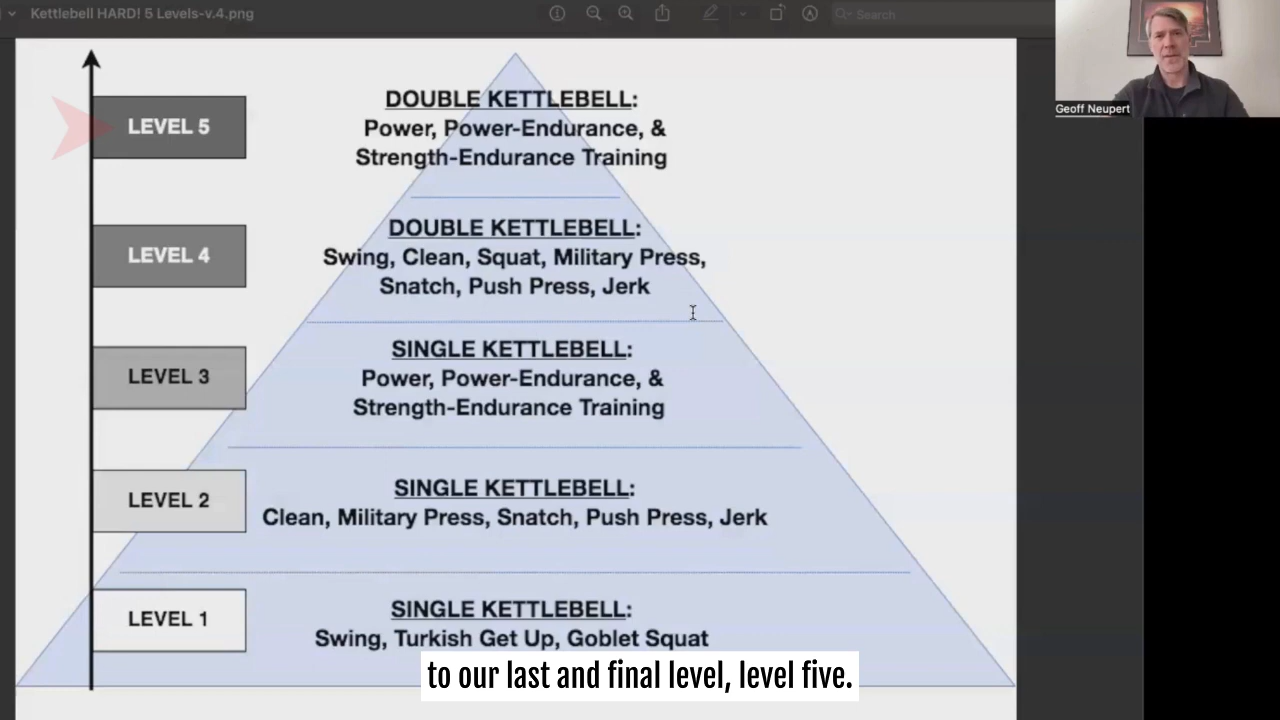 Kettlebell HARD! 5 Levels-v.4.png
Search
Geoff Neupert
LEVEL 5
DOUBLE KETTLEBELL:
Power, Power-Endurance, &
Strength-Endurance Training
LEVEL 4
DOUBLE KETTLEBELL:
Swing, Clean, Squat, Military Press,
Snatch, Push Press, Jerk
LEVEL 3
SINGLE KETTLEBELL:
Power, Power-Endurance, &
Strength-Endurance Training
LEVEL 2
SINGLE KETTLEBELL:
Clean, Military Press, Snatch, Push Press, Jerk
LEVEL 1
SINGLE KETTLEBELL:
Swing, Turkish Get Up, Goblet Squat
to our last and final level, level five.